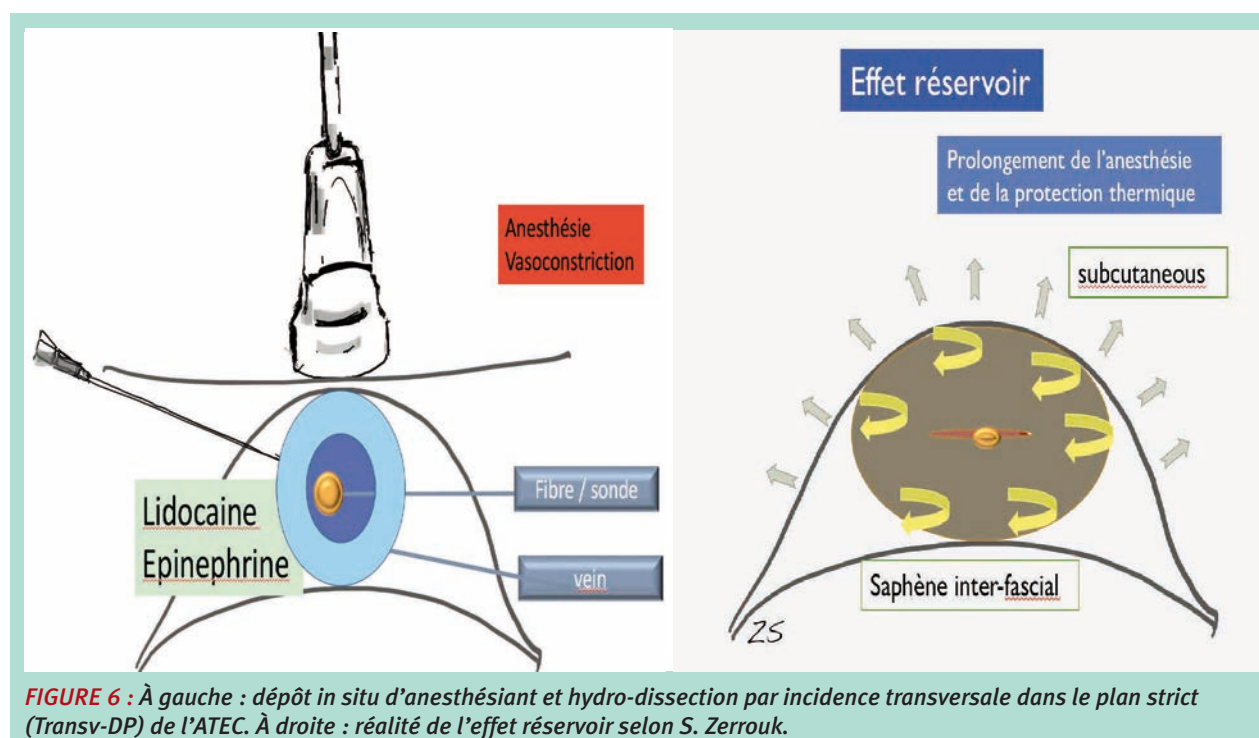 Anesthésie
Vasoconstriction
Lidocaine
Epinephrine
Fibre / sonde
vein
Effet réservoir
Prolongement de l'anesthésie
et de la protection thermique
subcutaneous
Saphène inter-fascial
ZS
FIGURE 6 : À gauche : dépôt in situ d'anesthésiant et hydro-dissection par incidence transversale dans le plan strict
(Transv-DP) de l'ATEC. À droite : réalité de l'effet réservoir selon S. Zerrouk.